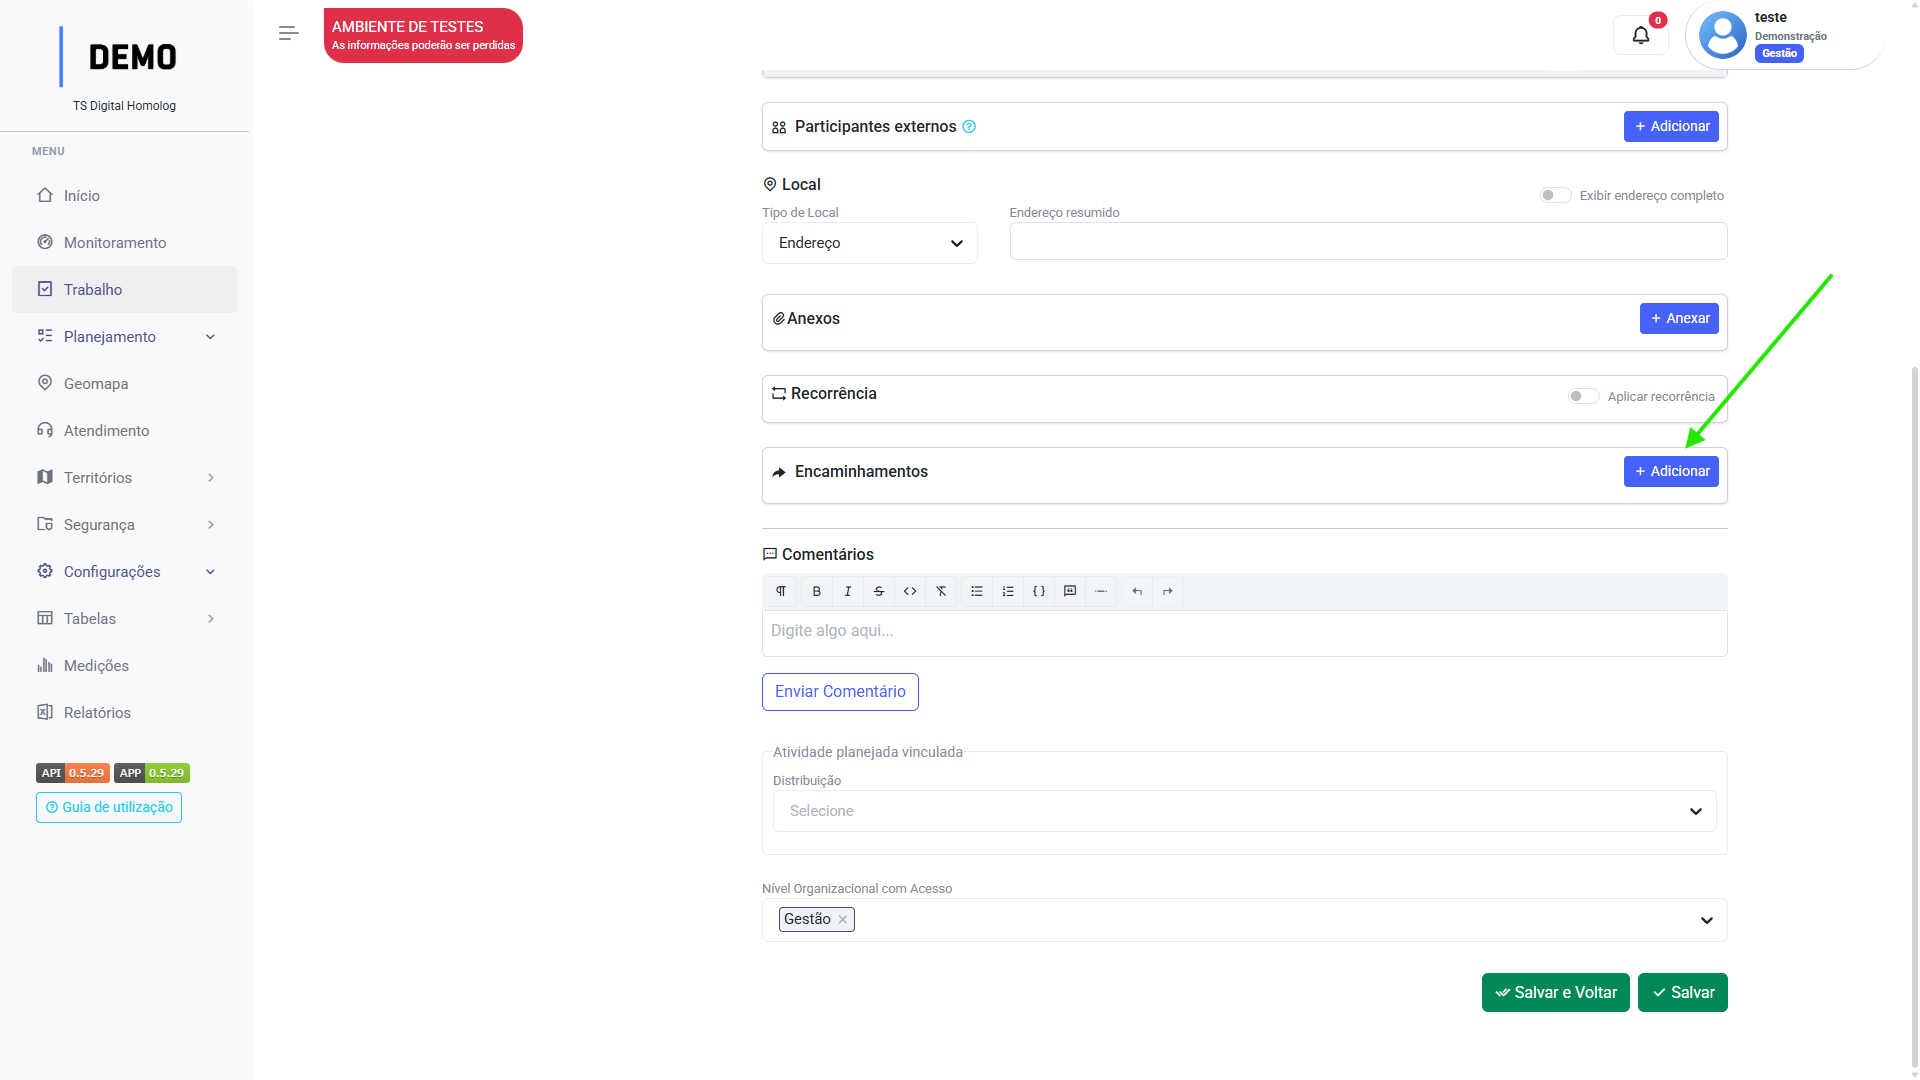 DEMO
TS Digital Homolog
MENU
Início
Monitoramento
Trabalho
Planejamento
Geomapa
Atendimento
Territórios
Segurança
Configurações
Tabelas
Medições
Relatórios
API 0.5.29 APP 0.5.29
Guia de utilização
AMBIENTE DE TESTES
As informações poderão ser perdidas
0
teste
Demonstração
Gestão
Participantes externos
+ Adicionar
Local
Exibir endereço completo
Tipo de Local
Endereço resumido
Endereço
Anexos
+ Anexar
Recorrência
Aplicar recorrência
Encaminhamentos
+ Adicionar
Comentários
Digite algo aqui...
Enviar Comentário
Atividade planejada vinculada
Distribuição
Selecione
Nível Organizacional com Acesso
Gestão
Salvar e Voltar
Salvar